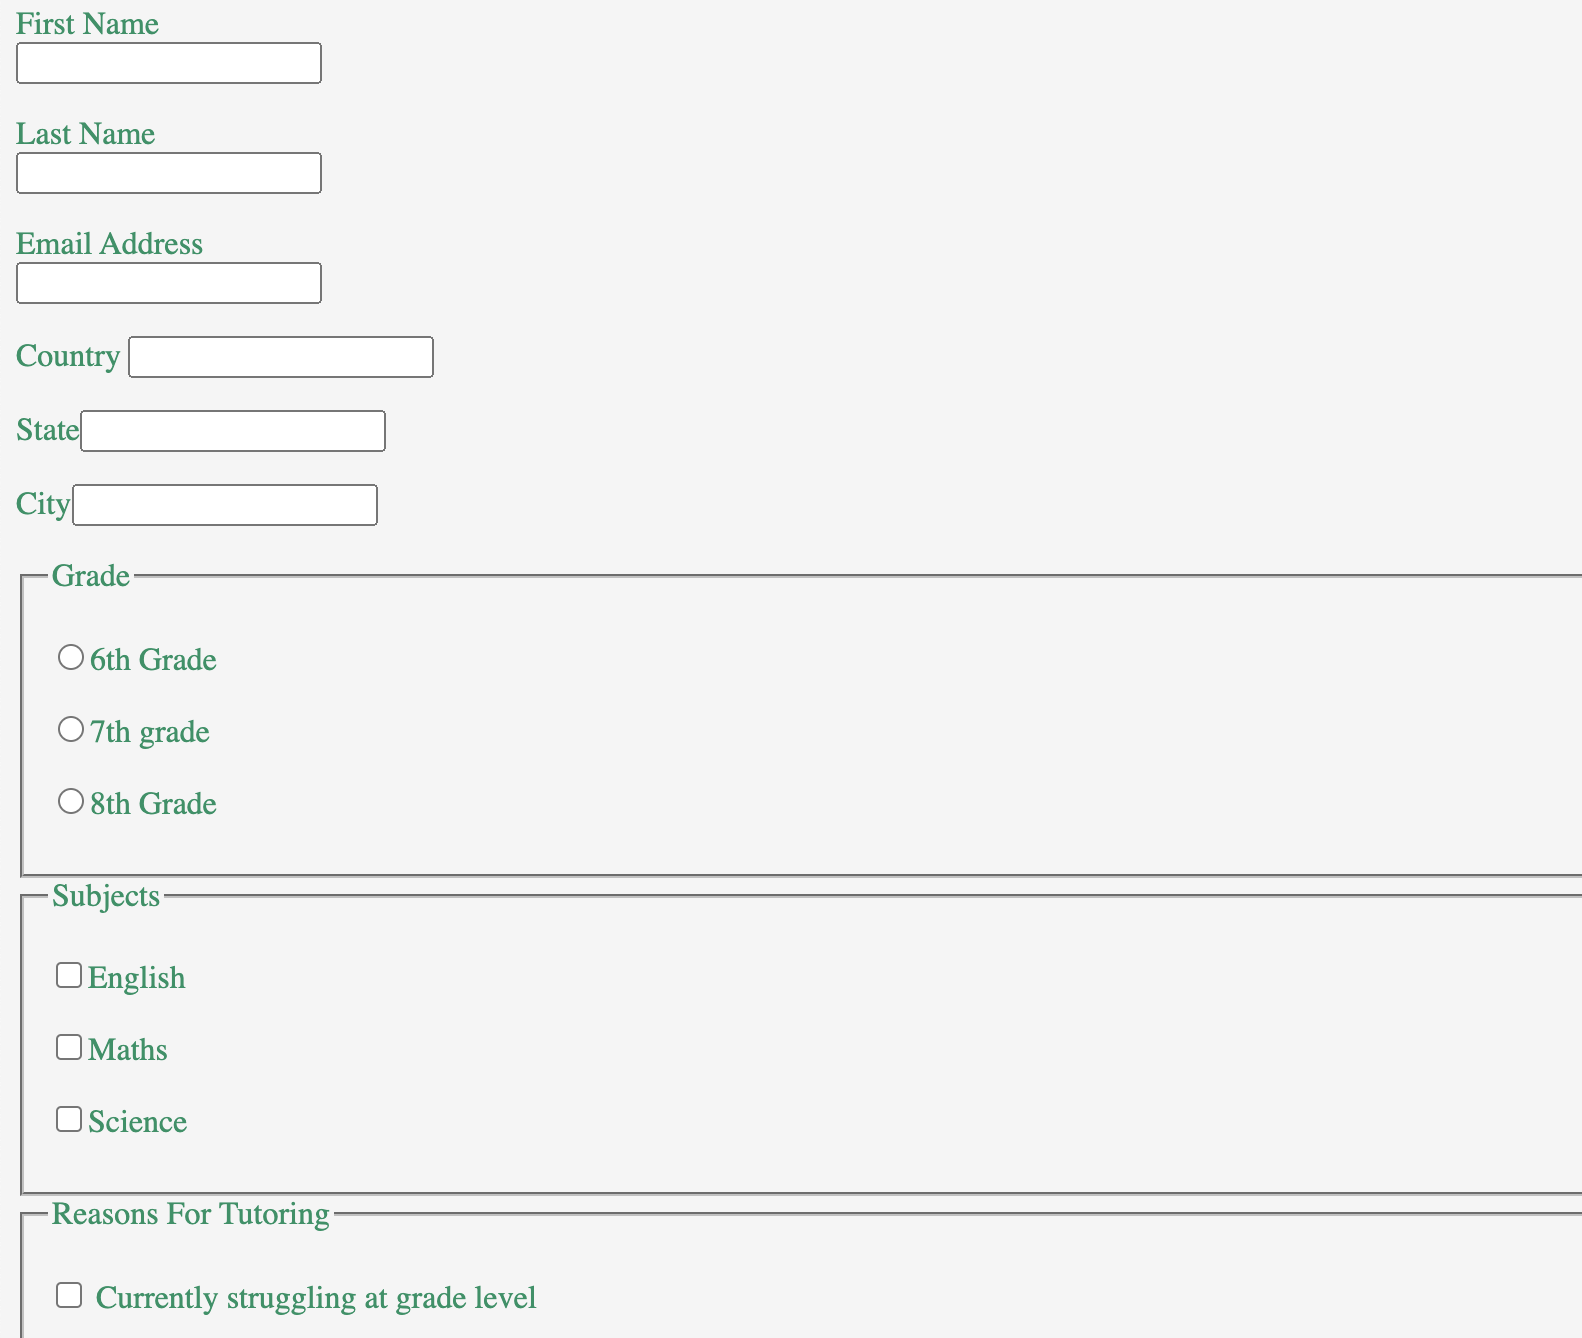 First Name
Last Name
Email Address
Country
State
City
Grade
6th Grade
7th grade
8th Grade
Subjects
English
Maths
Science
Reasons For Tutoring
Currently struggling at grade level